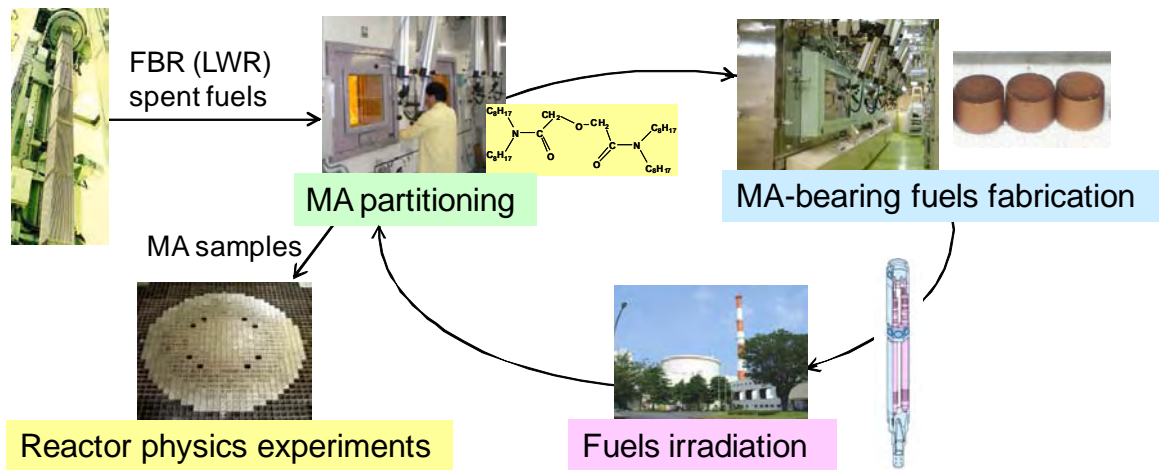 FBR (LWR)
spent fuels
C₈H₁₇
CH₂
O
CH₂
C₈H₁₇
N
C
C₈H₁₇
O
C
N
O
C₈H₁₇
MA partitioning
MA-bearing fuels fabrication
MA samples
Reactor physics experiments
Fuels irradiation